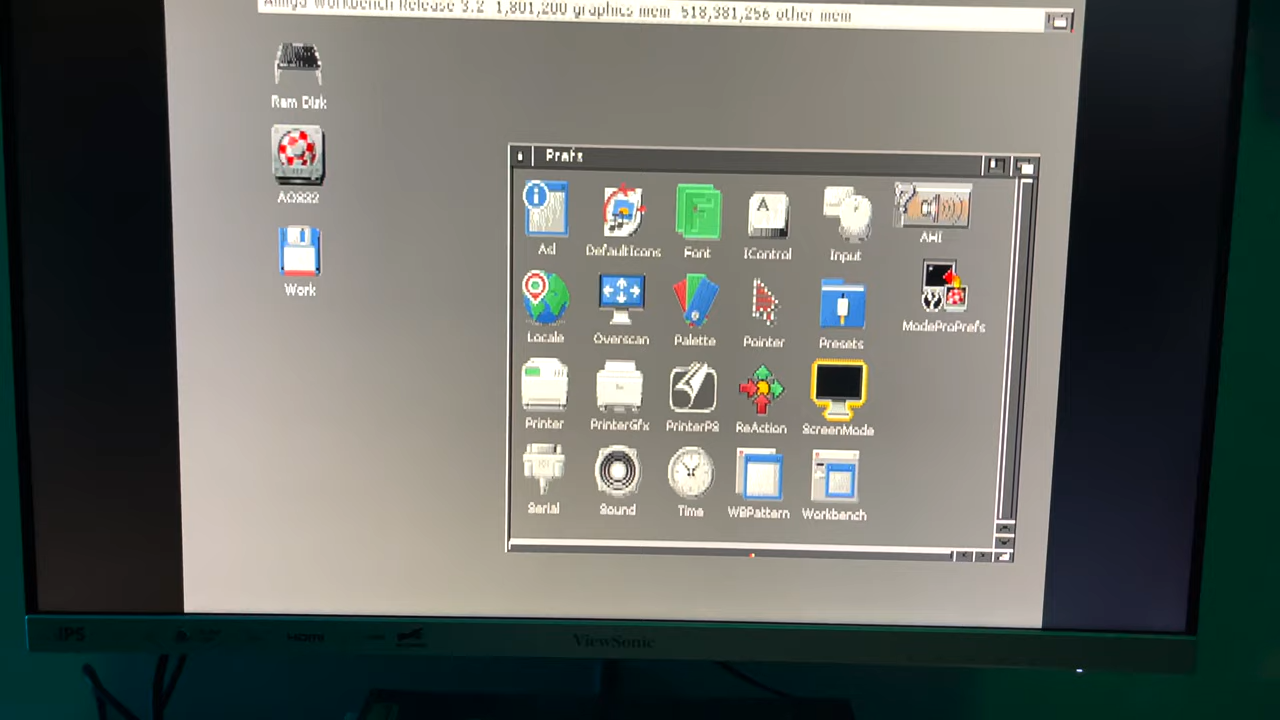 Amiga Workbench Release 3.2 1,801,200 graphics mem 518,381,256 other mem
Ram Disk
Work
Prefs
Asl
DefaultIcons
Font
IControl
Input
AHI
Locale
Overscan
Palette
Pointer
Presets
ModeProPrefs
Printer
PrinterGfx
PrinterPS
ReAction
ScreenMode
Serial
Sound
Time
WBPattern
Workbench
IPS
HDMI
ViewSonic